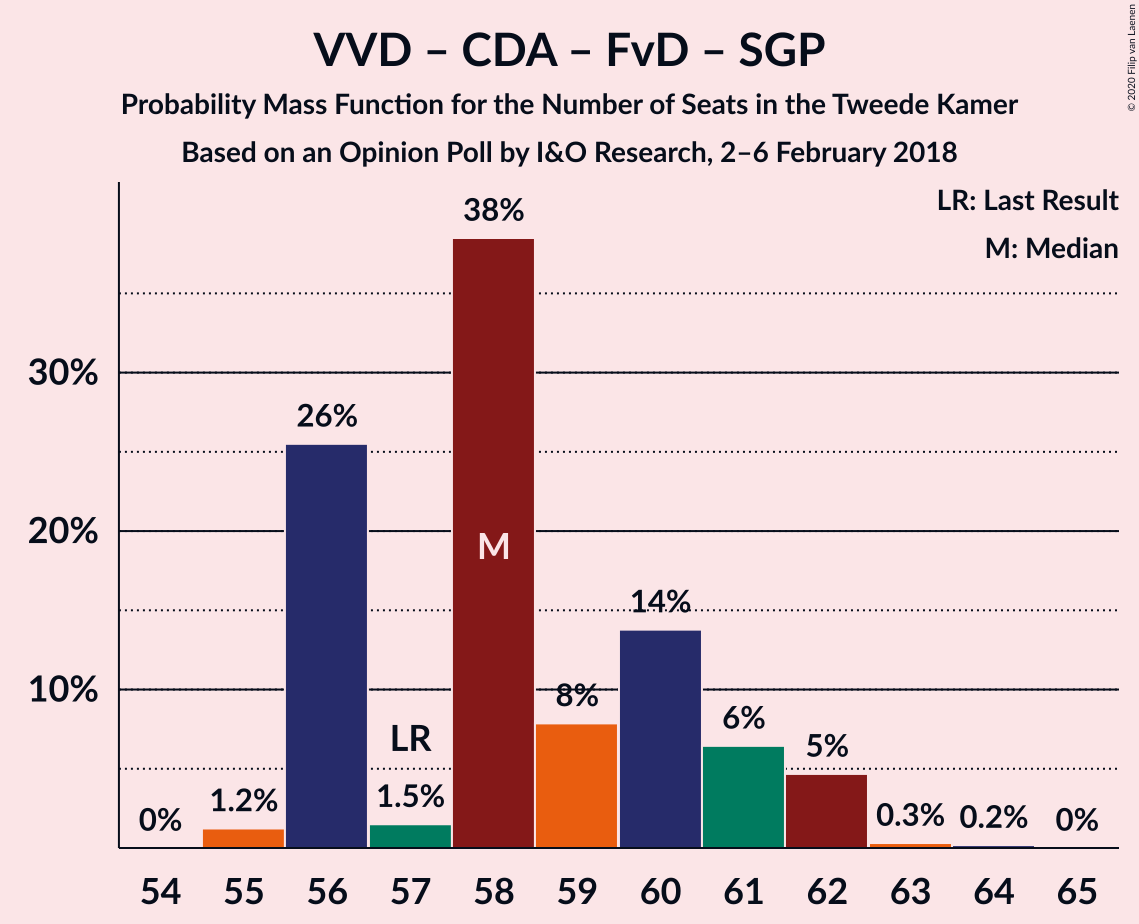 VVD – CDA – FvD – SGP
Probability Mass Function for the Number of Seats in the Tweede Kamer
Based on an Opinion Poll by I&O Research, 2–6 February 2018
© 2020 Filip van Laenen
LR: Last Result
M: Median
38%
30%
26%
20%
M
14%
10%
8%
6%
LR
5%
1.5%
1.2%
0.3%
0.2%
0%
0%
54 55 56 57 58 59 60 61 62 63 64 65